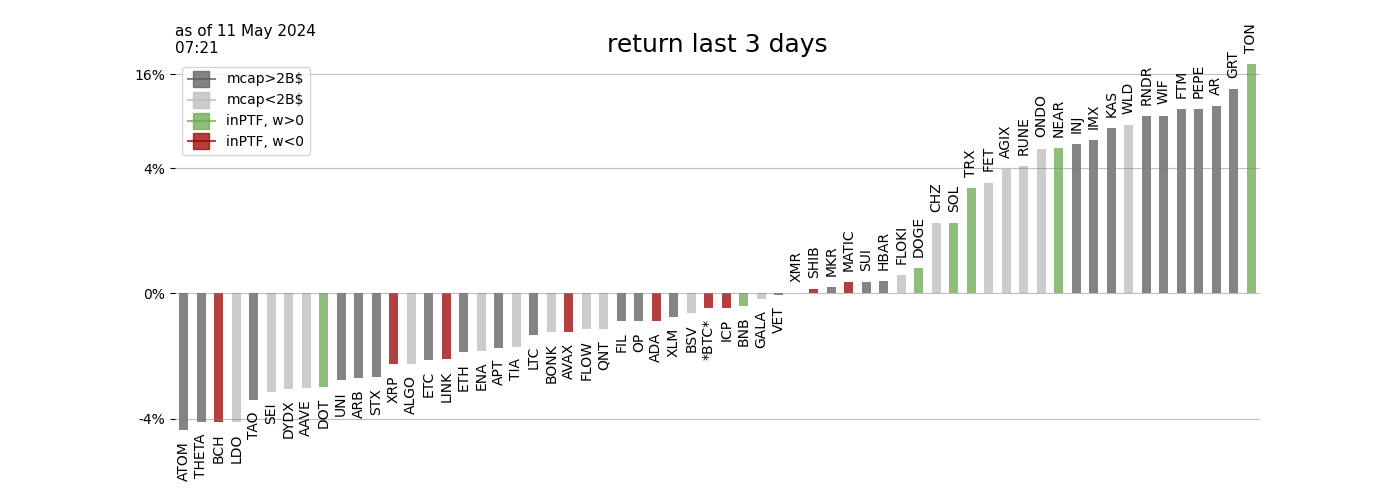 as of 11 May 2024
07:21
return last 3 days
mcap>2B$
mcap<2B$
inPTF, w>0
inPTF, w<0
16%
4%
0%
-4%
ATOM
THETA
BCH
LDO
TAO
SEI
DYDX
AAVE
DOT
UNI
ARB
STX
XRP
ALGO
ETC
LINK
ETH
ENA
APT
TIA
LTC
BONK
AVAX
FLOW
QNT
FIL
OP
ADA
XLM
BSV
*BTC*
ICP
BNB
GALA
VET
XMR
SHIB
MKR
MATIC
SUI
HBAR
FLOKI
DOGE
CHZ
SOL
TRX
FET
AGIX
RUNE
ONDO
NEAR
INJ
IMX
KAS
WLD
RNDR
WIF
FTM
PEPE
AR
GRT
TON